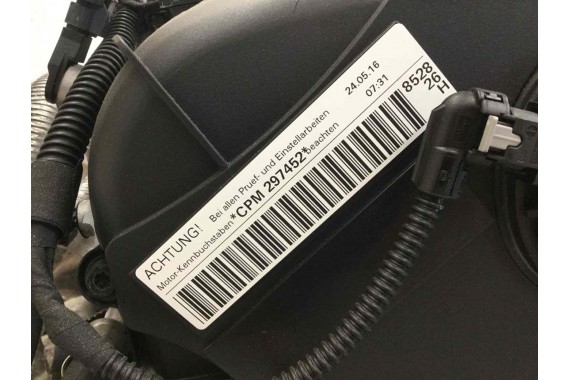 ACHTUNG! Bei allen Pruef- und Einstellarbeiten 24.05.16
Motor-Kennbuchstaben *CPM 297452* beachten 07:31
8528
26
H